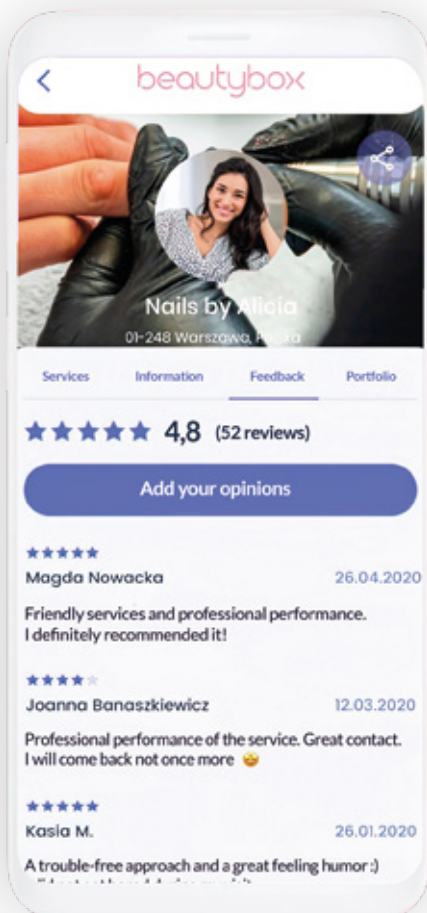 beautybox
Nails by Alicia
01-248 Warszawa, Polska
Services Information Feedback Portfolio
4,8 (52 reviews)
Add your opinions
Magda Nowacka 26.04.2020
Friendly services and professional performance.
I definitely recommended it!
Joanna Banaszkiewicz 12.03.2020
Professional performance of the service. Great contact.
I will come back not once more 🤩
Kasia M. 26.01.2020
A trouble-free approach and a great feeling humor :)